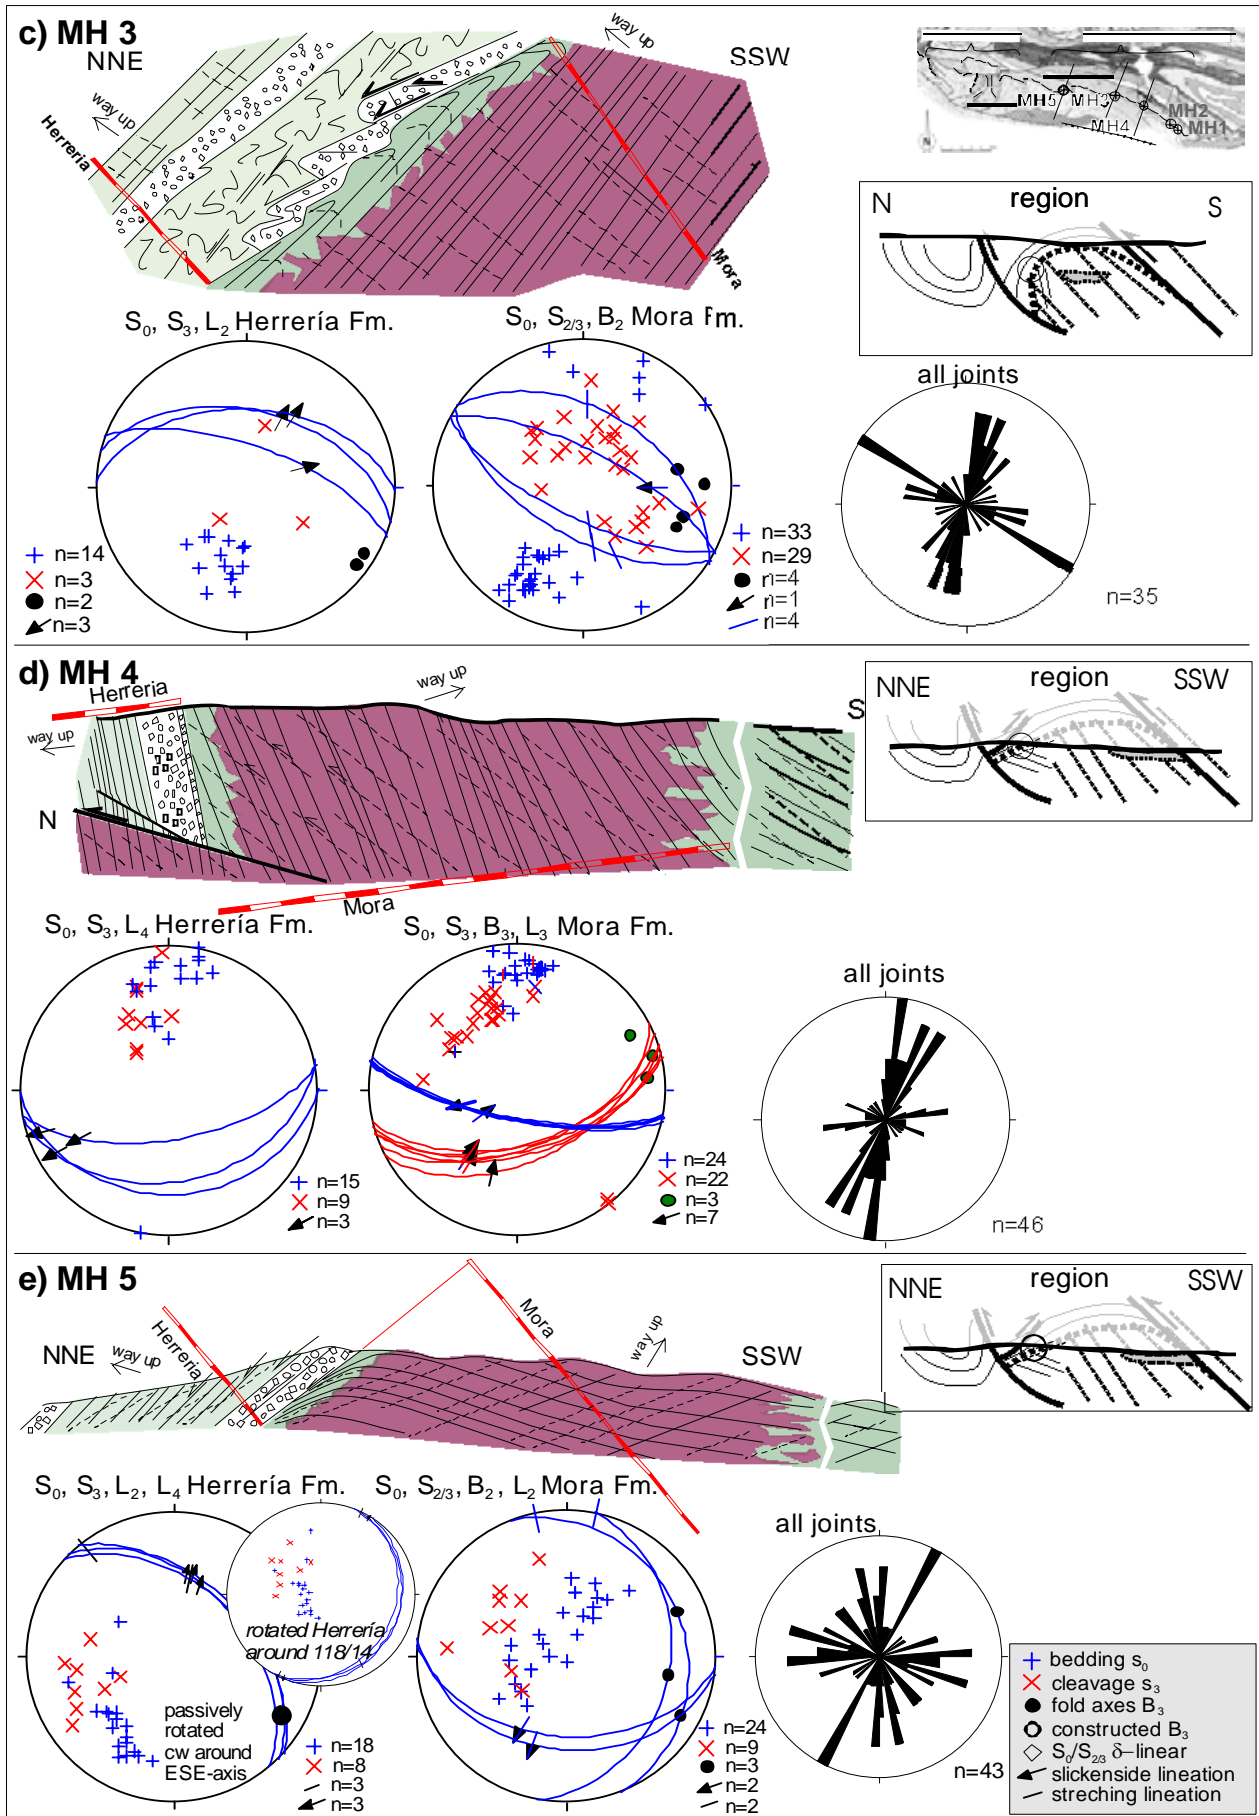 c) MH 3
NNE
way up
SSW
way up
Herreria
Mora
MH5 MH3
MH4
MH2
MH1
N
N region S
S0, S3, L2 Herrería Fm.
S0, S2/3, B2 Mora Fm.
all joints
n=14
n=3
n=2
n=3
n=33
n=29
n=4
n=1
n=4
n=35
d) MH 4
Herreria
way up
way up
S
N
Mora
NNE region SSW
S0, S3, L4 Herrería Fm.
S0, S3, B3, L3 Mora Fm.
all joints
n=15
n=9
n=3
n=24
n=22
n=3
n=7
n=46
e) MH 5
NNE
way up
Herreria
Mora
way up
SSW
NNE region SSW
S0, S3, L2, L4 Herrería Fm.
S0, S2/3, B2, L2 Mora Fm.
all joints
rotated Herrería
around 118/14
passively
rotated
cw around
ESE-axis
n=18
n=8
n=3
n=3
n=24
n=9
n=3
n=2
n=2
n=43
bedding s0
cleavage s3
fold axes B3
constructed B3
S0/S2/3 δ–linear
slickenside lineation
streching lineation